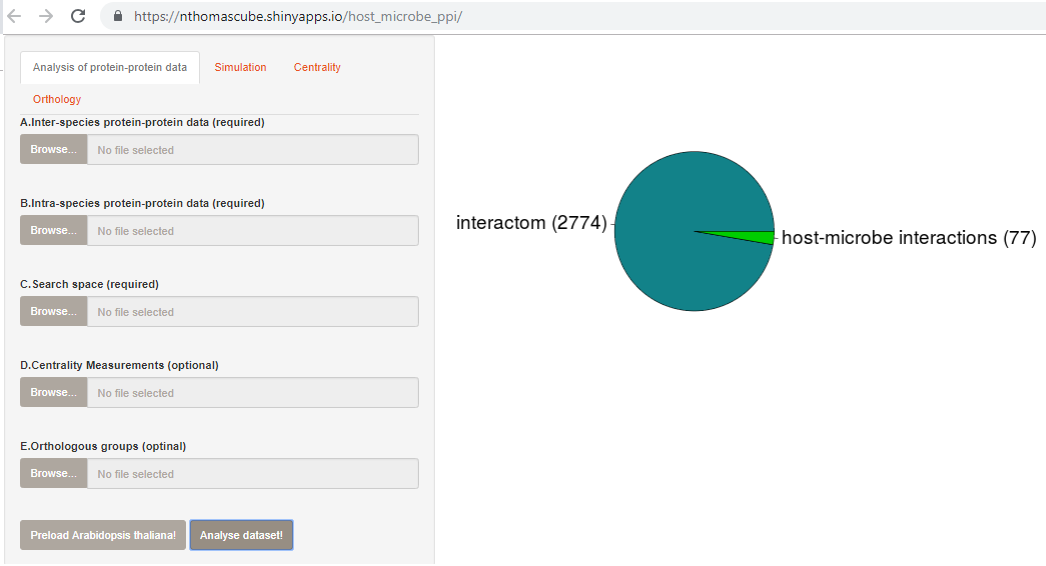 https://nthomascube.shinyapps.io/host_microbe_ppi/
Analysis of protein-protein data
Simulation
Centrality
Orthology
A.Inter-species protein-protein data (required)
Browse... No file selected
B.Intra-species protein-protein data (required)
Browse... No file selected
C.Search space (required)
Browse... No file selected
D.Centrality Measurements (optional)
Browse... No file selected
E.Orthologous groups (optinal)
Browse... No file selected
Preload Arabidopsis thaliana! Analyse dataset!
interactom (2774)
host-microbe interactions (77)